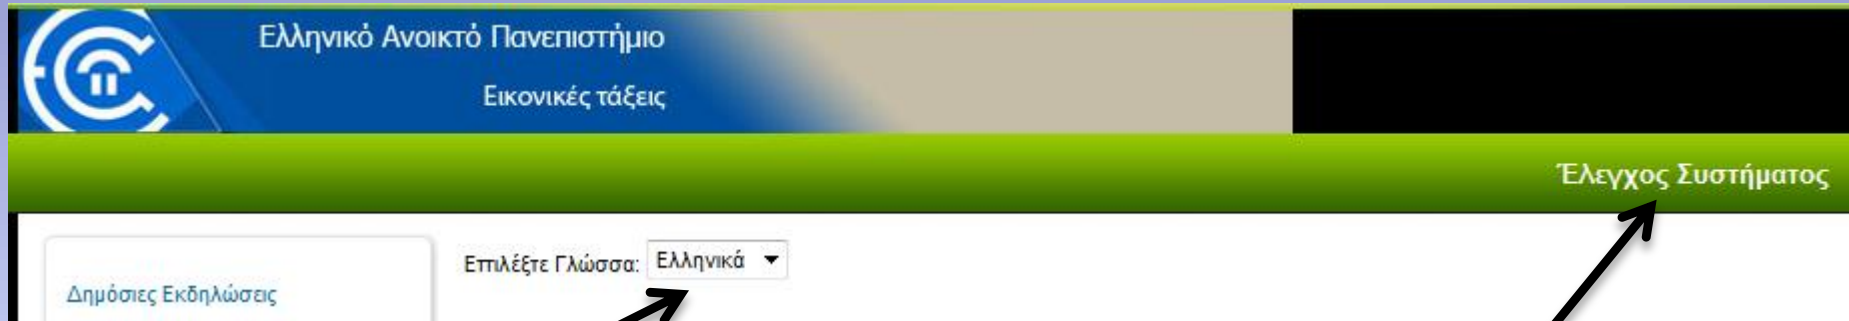 Ελληνικό Ανοικτό Πανεπιστήμιο
Εικονικές τάξεις
Έλεγχος Συστήματος
Επιλέξτε Γλώσσα: Ελληνικά
Δημόσιες Εκδηλώσεις